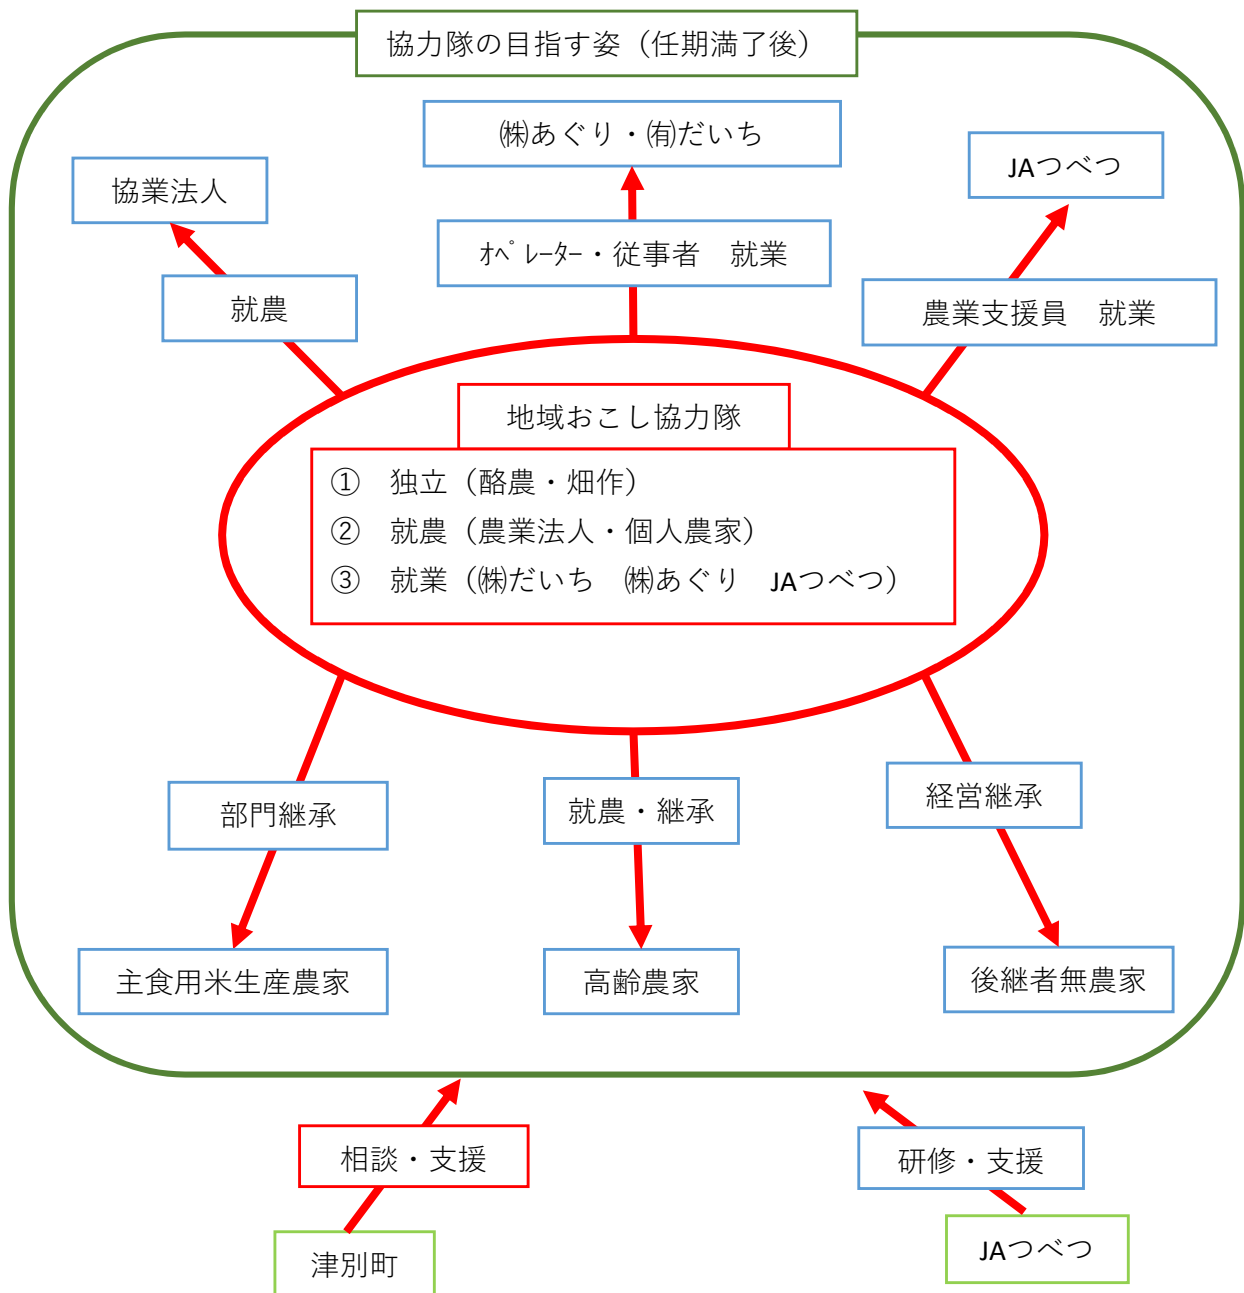 協力隊の目指す姿（任期満了後）
㈱あぐり・㈲だいち
協業法人
JAつべつ
ｵﾍﾟﾚｰﾀｰ・従事者　就業
就農
農業支援員　就業
地域おこし協力隊
①　独立（酪農・畑作）
②　就農（農業法人・個人農家）
③　就業（㈱だいち　㈱あぐり　JAつべつ）
部門継承
就農・継承
経営継承
主食用米生産農家
高齢農家
後継者無農家
相談・支援
研修・支援
津別町
JAつべつ